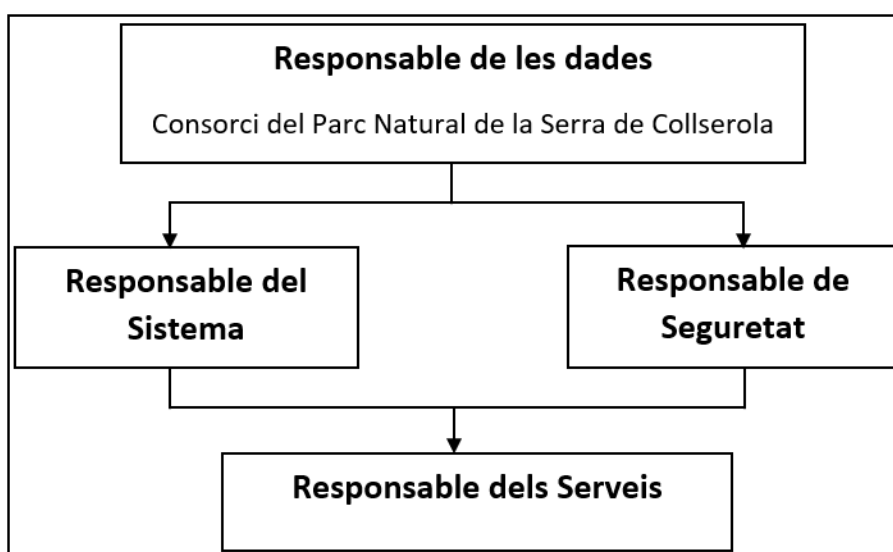 Responsable de les dades
Consorci del Parc Natural de la Serra de Collserola
Responsable del
Sistema
Responsable de
Seguretat
Responsable dels Serveis